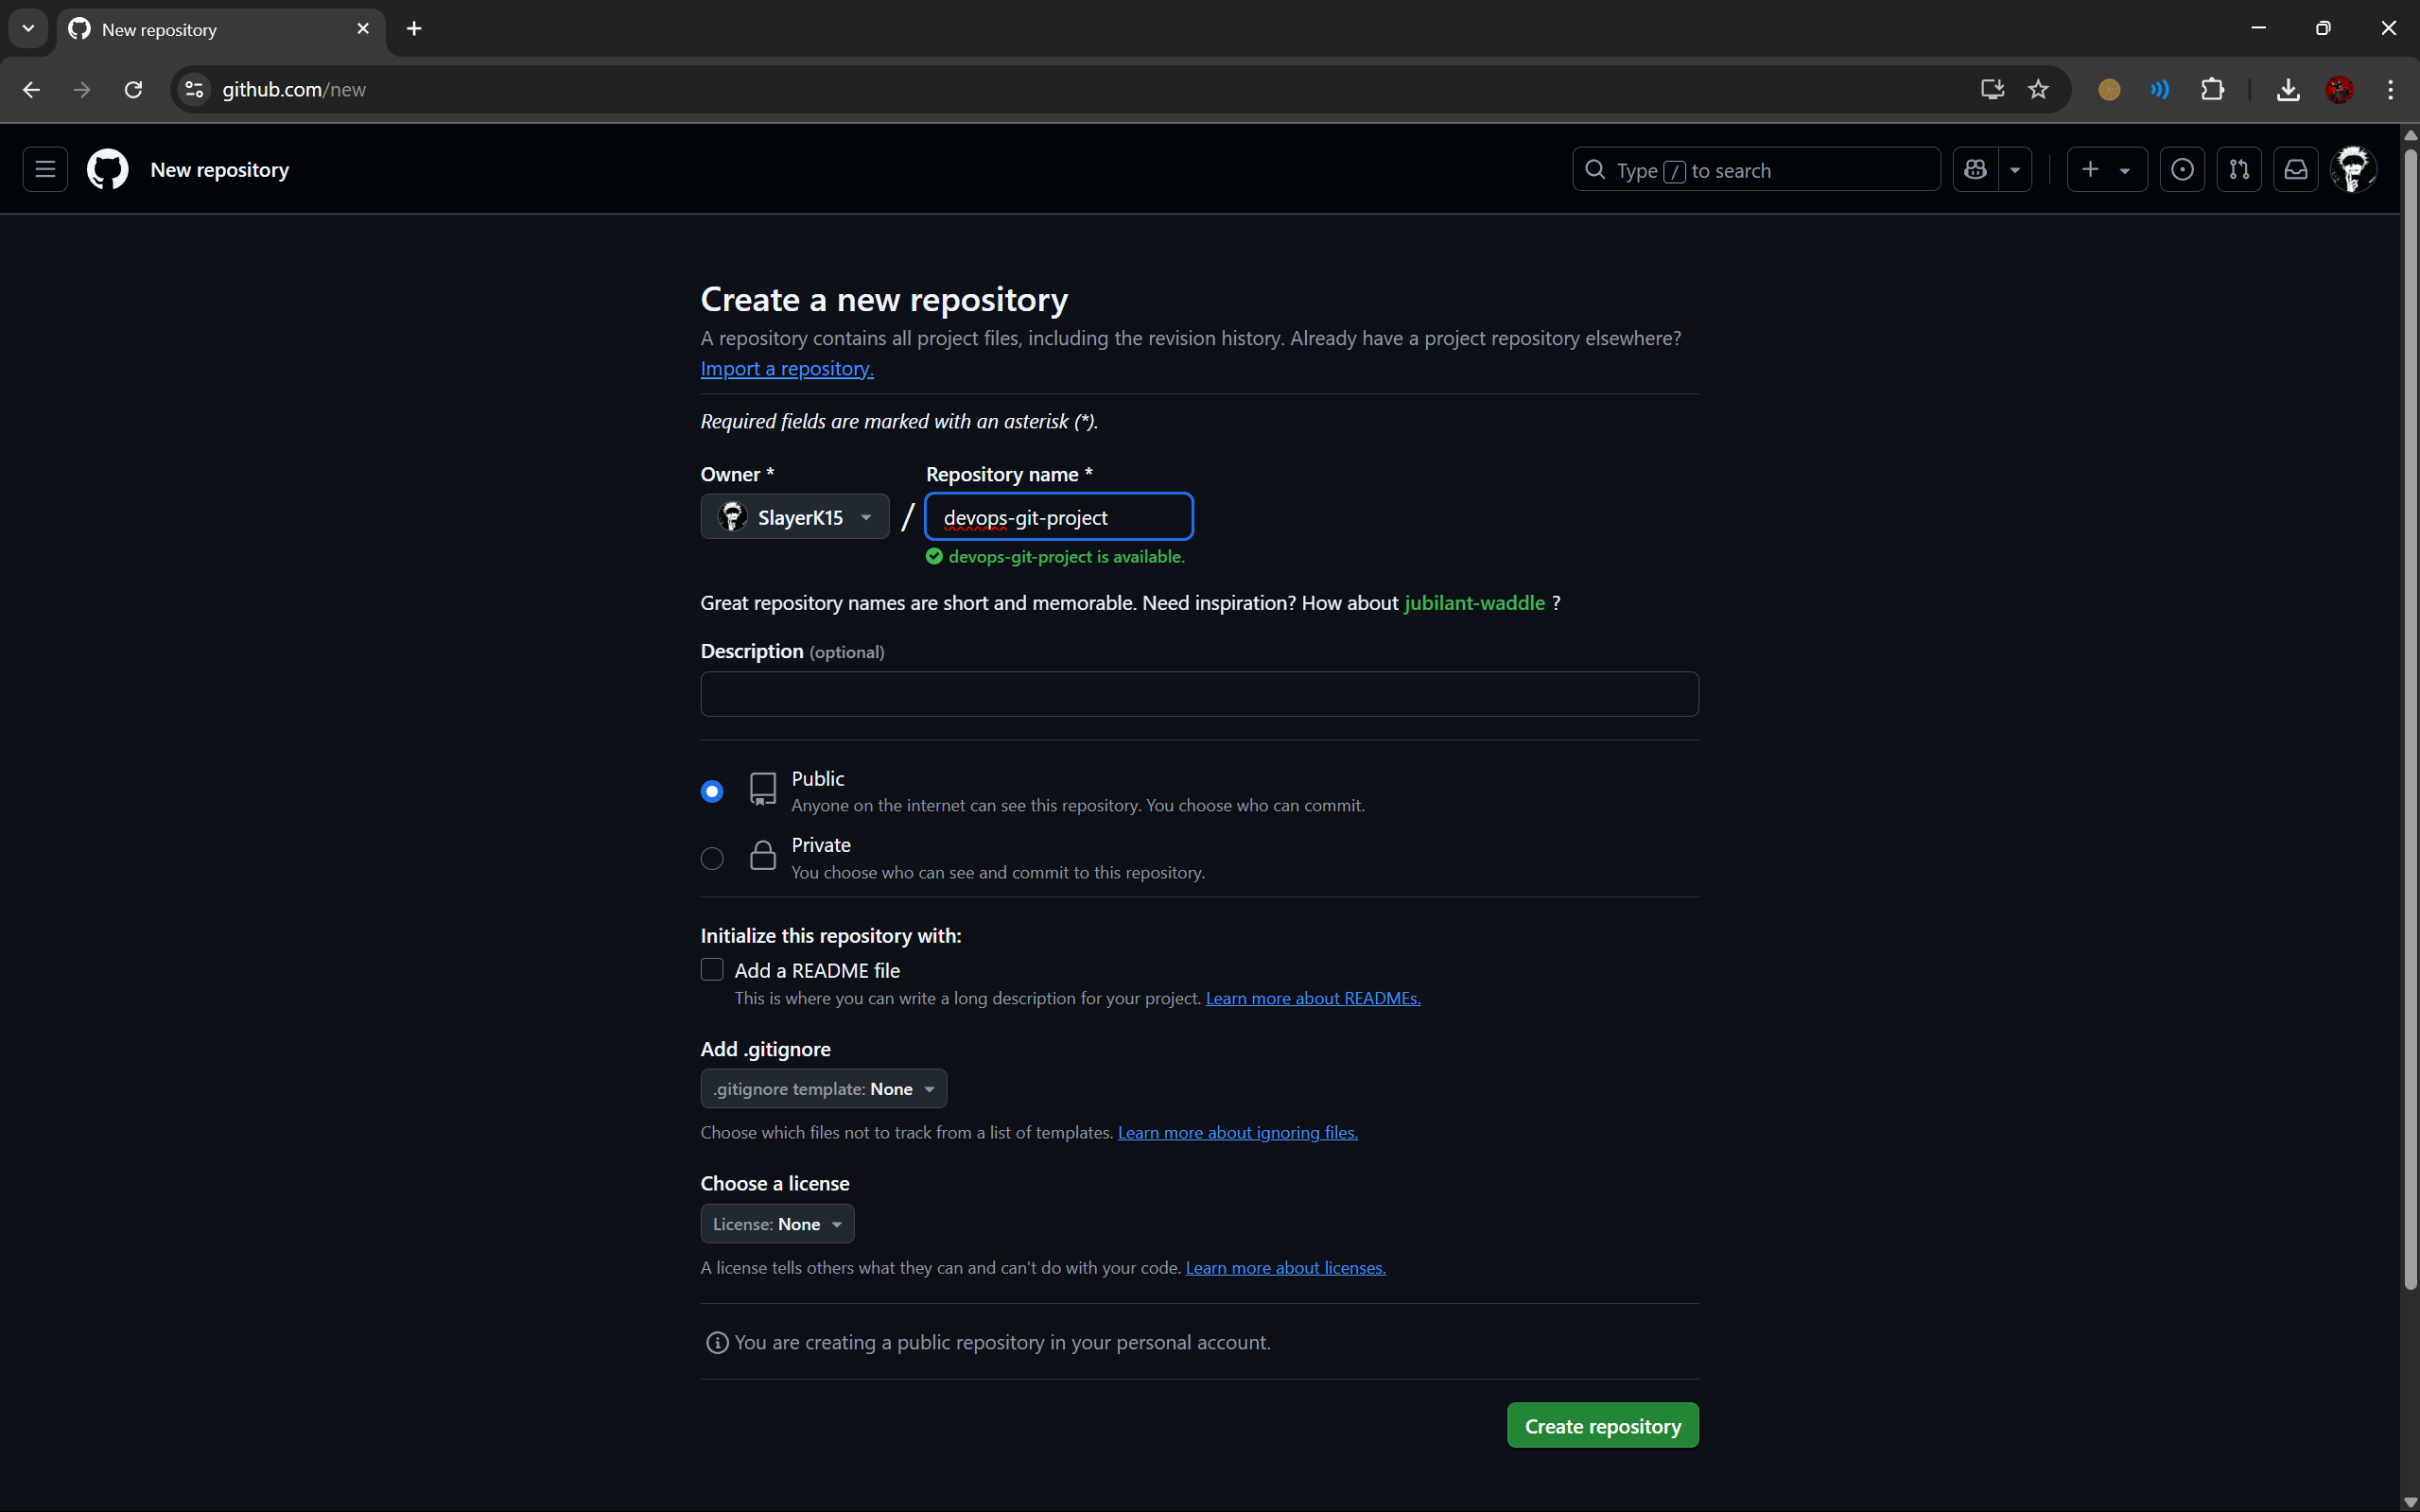 New repository
github.com/new
New repository
Type / to search
Create a new repository
A repository contains all project files, including the revision history. Already have a project repository elsewhere?
Import a repository.
Required fields are marked with an asterisk (*).
Owner *
Repository name *
SlayerK15
/
devops-git-project
devops-git-project is available.
Great repository names are short and memorable. Need inspiration? How about jubilant-waddle ?
Description (optional)
Public
Anyone on the internet can see this repository. You choose who can commit.
Private
You choose who can see and commit to this repository.
Initialize this repository with:
Add a README file
This is where you can write a long description for your project. Learn more about READMEs.
Add .gitignore
.gitignore template: None
Choose which files not to track from a list of templates. Learn more about ignoring files.
Choose a license
License: None
A license tells others what they can and can't do with your code. Learn more about licenses.
You are creating a public repository in your personal account.
Create repository